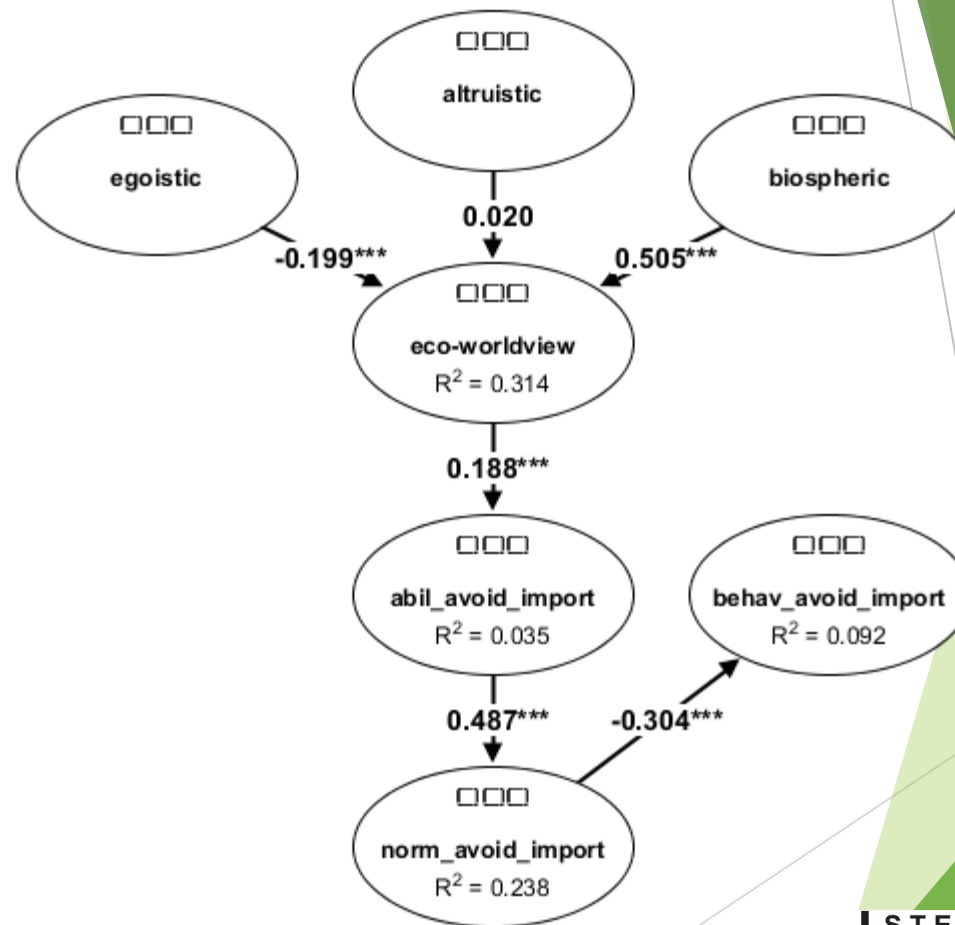 □□□
altruistic
□□□
egoistic
□□□
biospheric
0.020
-0.199***
0.505***
□□□
eco-worldview
R² = 0.314
0.188***
□□□
abil_avoid_import
R² = 0.035
□□□
behav_avoid_import
R² = 0.092
0.487***
-0.304***
□□□
norm_avoid_import
R² = 0.238